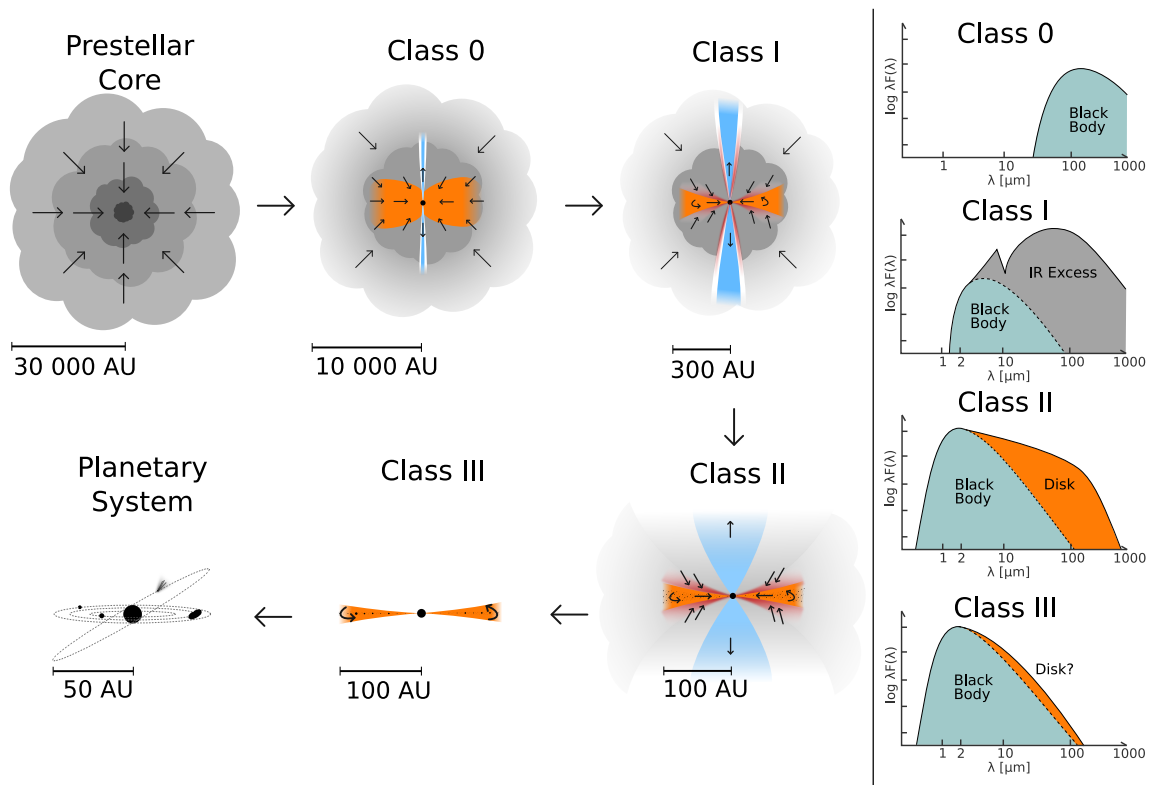 Prestellar
Core
30 000 AU
Class 0
10 000 AU
Class I
300 AU
Class II
100 AU
Class III
100 AU
Planetary
System
50 AU
Class 0
log λF(λ)
Black
Body
1 10 100 1000
λ [μm]
Class I
log λF(λ)
IR Excess
Black
Body
1 2 10 100 1000
λ [μm]
Class II
log λF(λ)
Black
Body
Disk
1 2 10 100 1000
λ [μm]
Class III
log λF(λ)
Disk?
Black
Body
1 2 10 100 1000
λ [μm]